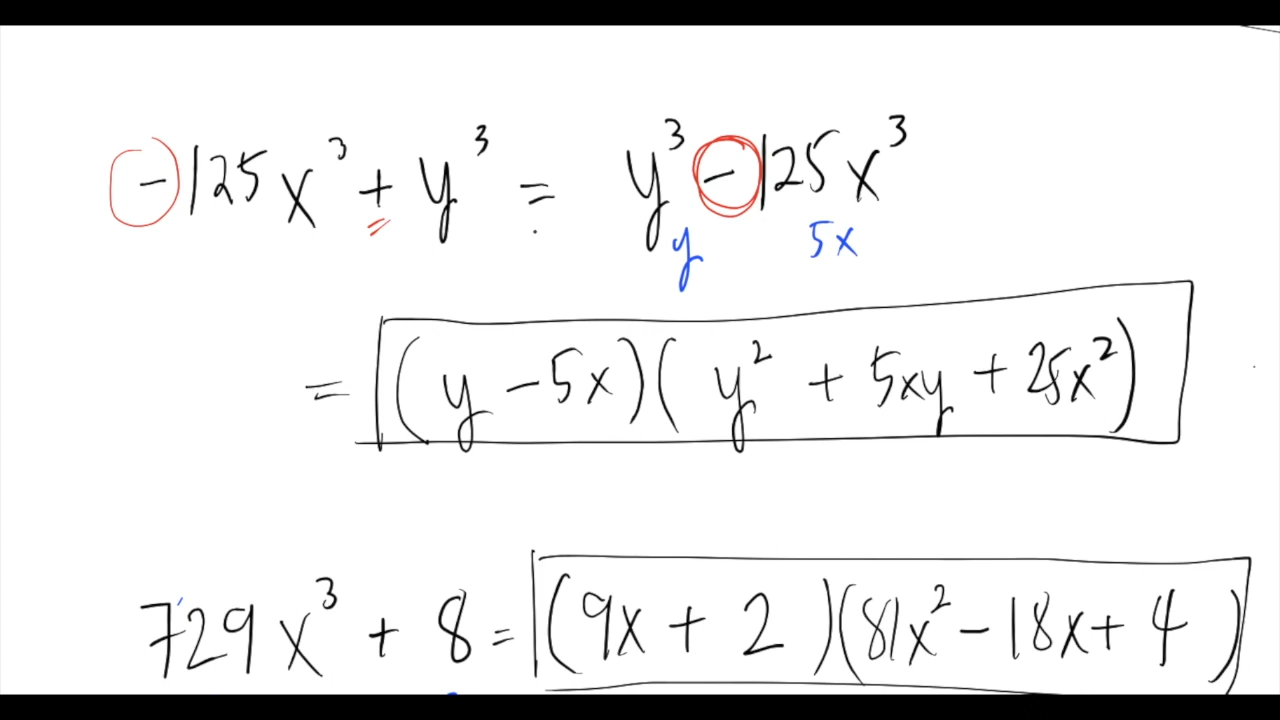 -125x³ + y³ = y³ - 125x³
y 5x
= (y - 5x)(y² + 5xy + 25x²)
729x³ + 8 = (9x + 2)(81x² - 18x + 4)